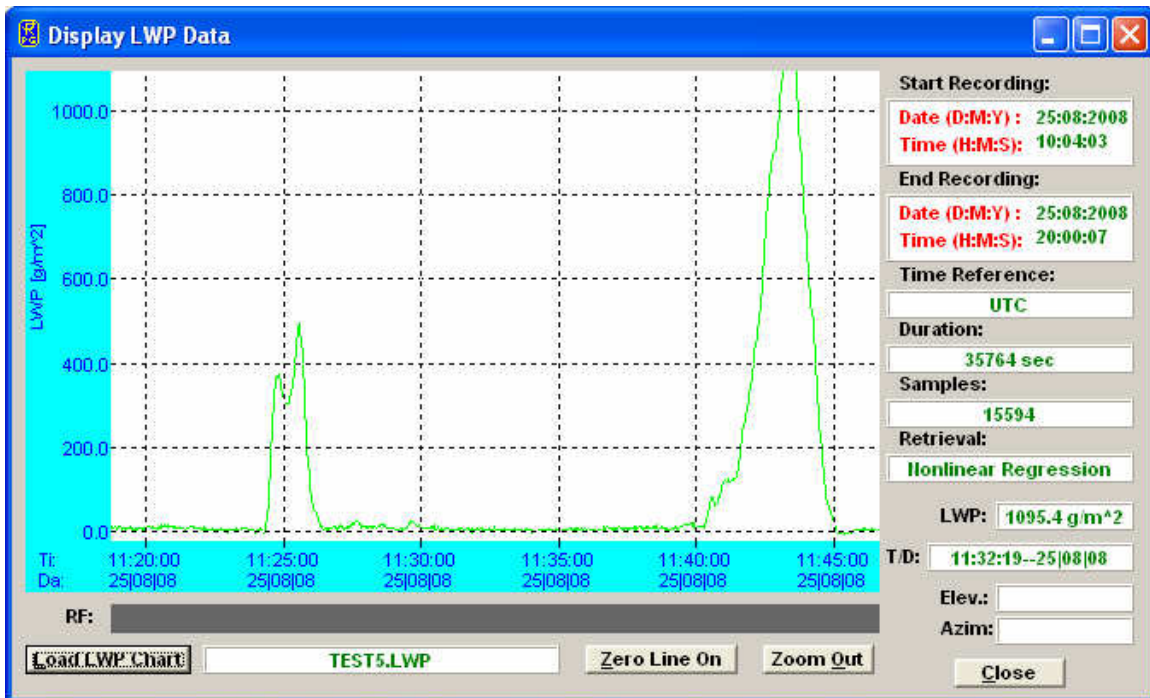 Display LWP Data
1000.0
800.0
600.0
400.0
200.0
0.0
LWP [g/m^2]
Ti: 11:20:00 11:25:00 11:30:00 11:35:00 11:40:00 11:45:00
Da: 25|08|08 25|08|08 25|08|08 25|08|08 25|08|08 25|08|08
RF:
Load LWP Chart TEST5.LWP Zero Line On Zoom Out
Start Recording:
Date (D:M:Y) : 25:08:2008
Time (H:M:S): 10:04:03
End Recording:
Date (D:M:Y) : 25:08:2008
Time (H:M:S): 20:00:07
Time Reference:
UTC
Duration:
35764 sec
Samples:
15594
Retrieval:
Nonlinear Regression
LWP: 1095.4 g/m^2
T/D: 11:32:19--25|08|08
Elev.:
Azim:
Close